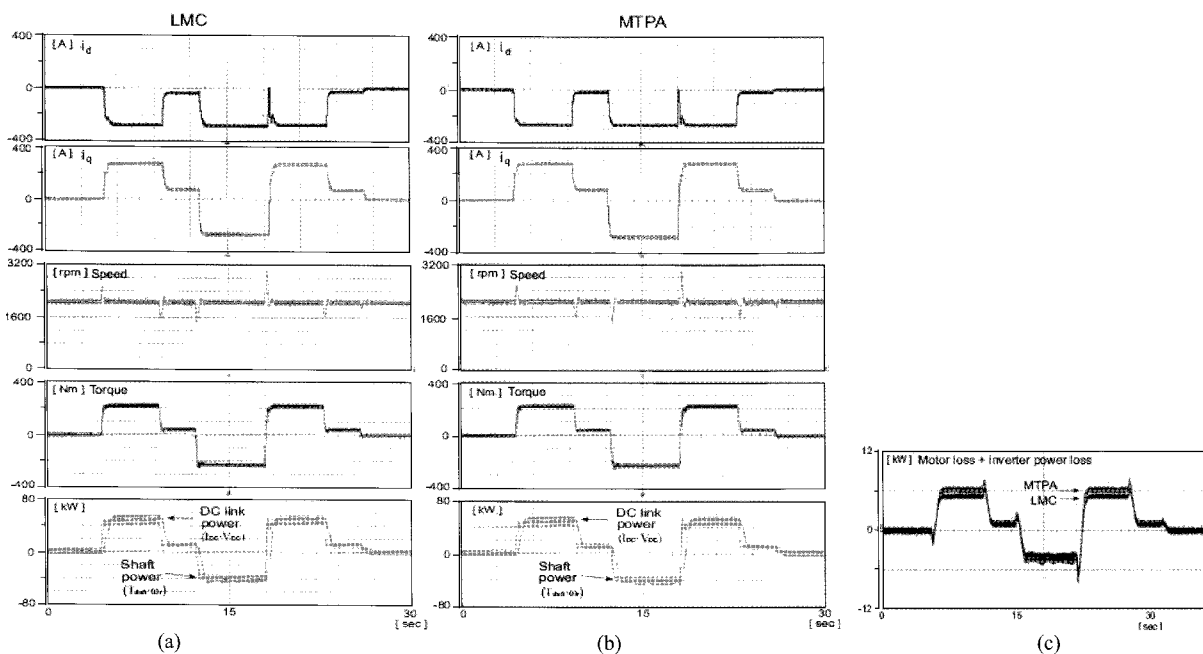 LMC
400
[A] i_d
0
-400
400
[A] i_q
0
-400
3200
[rpm] Speed
1600
0
400
[Nm] Torque
0
-400
80
[kW]
DC link
power
0
Shaft
power
-80
0
15
30
[sec]
(a)
MTPA
400
[A] i_d
0
-400
400
[A] i_q
0
-400
3200
[rpm] Speed
1600
0
400
[Nm] Torque
0
-400
80
[kW]
DC link
power
0
Shaft
power
-80
0
15
30
[sec]
(b)
12
[kW] Motor loss + inverter power loss
MTPA
LMC
0
-6
-12
0
15
30
[sec]
(c)